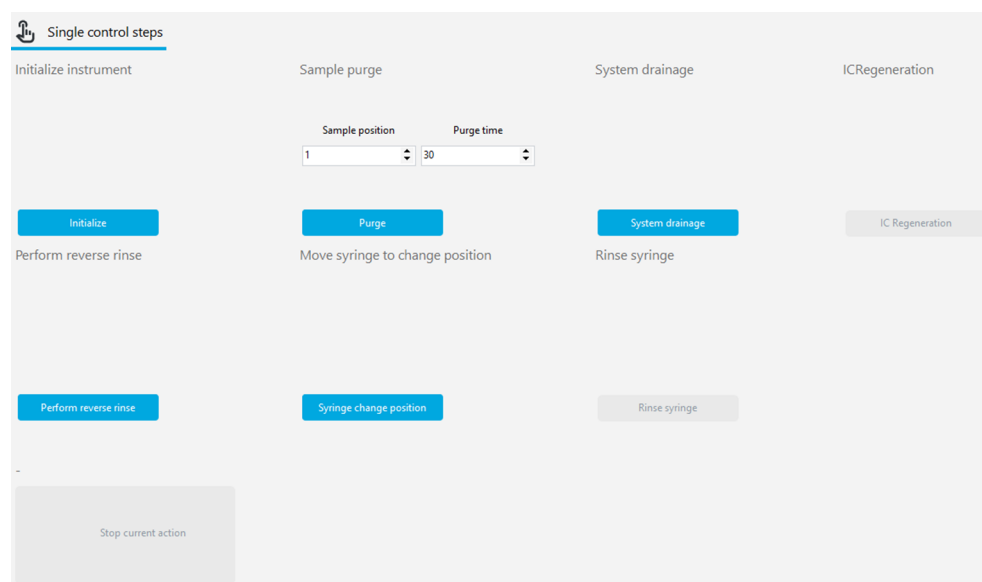 Single control steps
Initialize instrument
Sample purge
System drainage
ICRegeneration
Sample position
Purge time
1
30
Initialize
Purge
System drainage
IC Regeneration
Perform reverse rinse
Move syringe to change position
Rinse syringe
Perform reverse rinse
Syringe change position
Rinse syringe
-
Stop current action